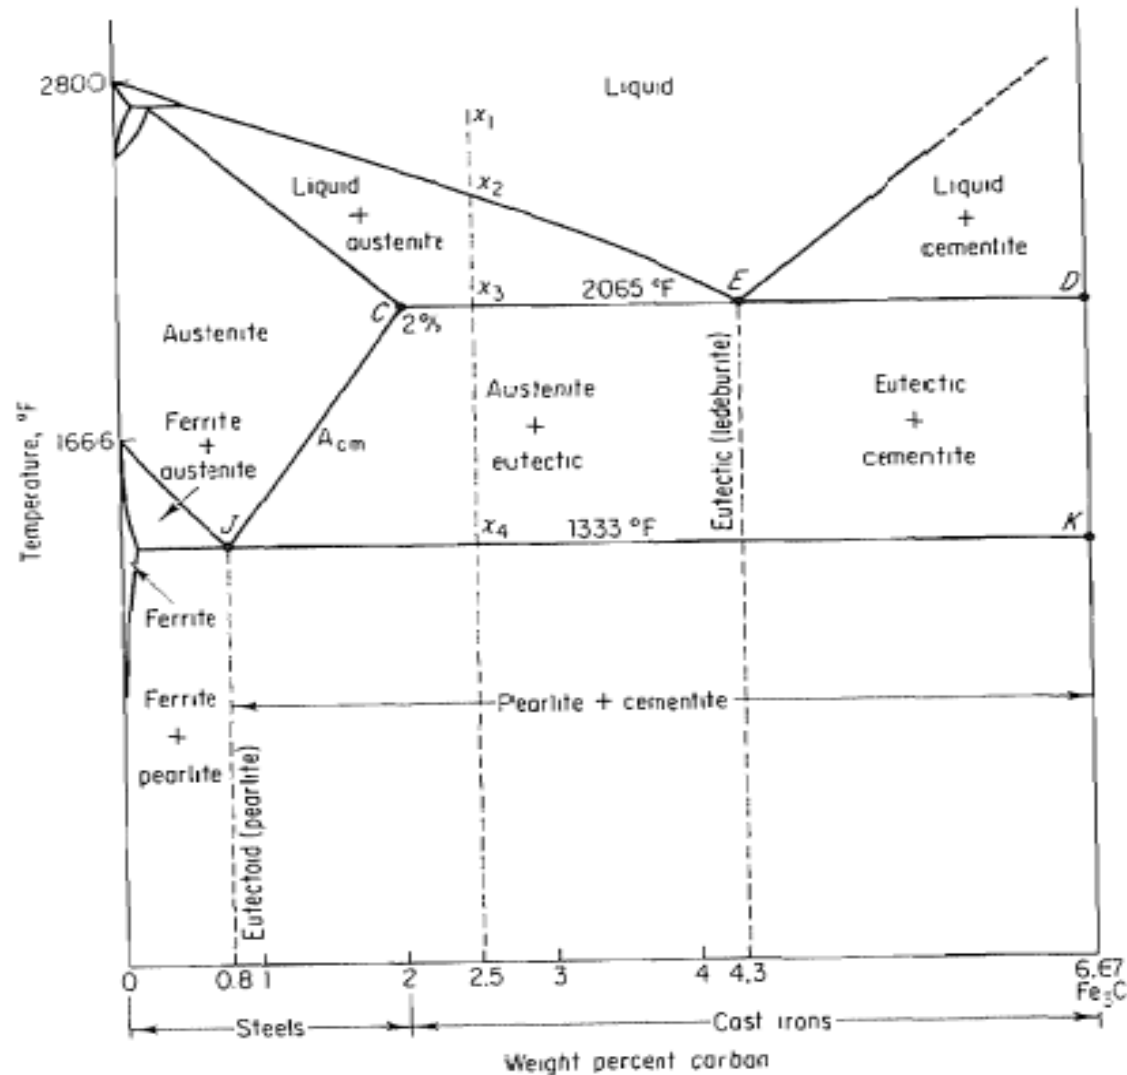 2800
Liquid
x1
x2
Liquid
+
austenite
Liquid
+
cementite
x3
2065 °F
E
D
C
2%
Austenite
Eutectic (ledeburite)
Austenite
+
eutectic
Eutectic
+
cementite
Temperature, °F
1666
Ferrite
+
austenite
Acm
J
x4
1333 °F
K
Ferrite
Ferrite
+
pearlite
Pearlite + cementite
Eutectoid (pearlite)
0
0.8
1
2
2.5
3
4
4.3
6.67
Fe3C
Steels
Cast irons
Weight percent carbon